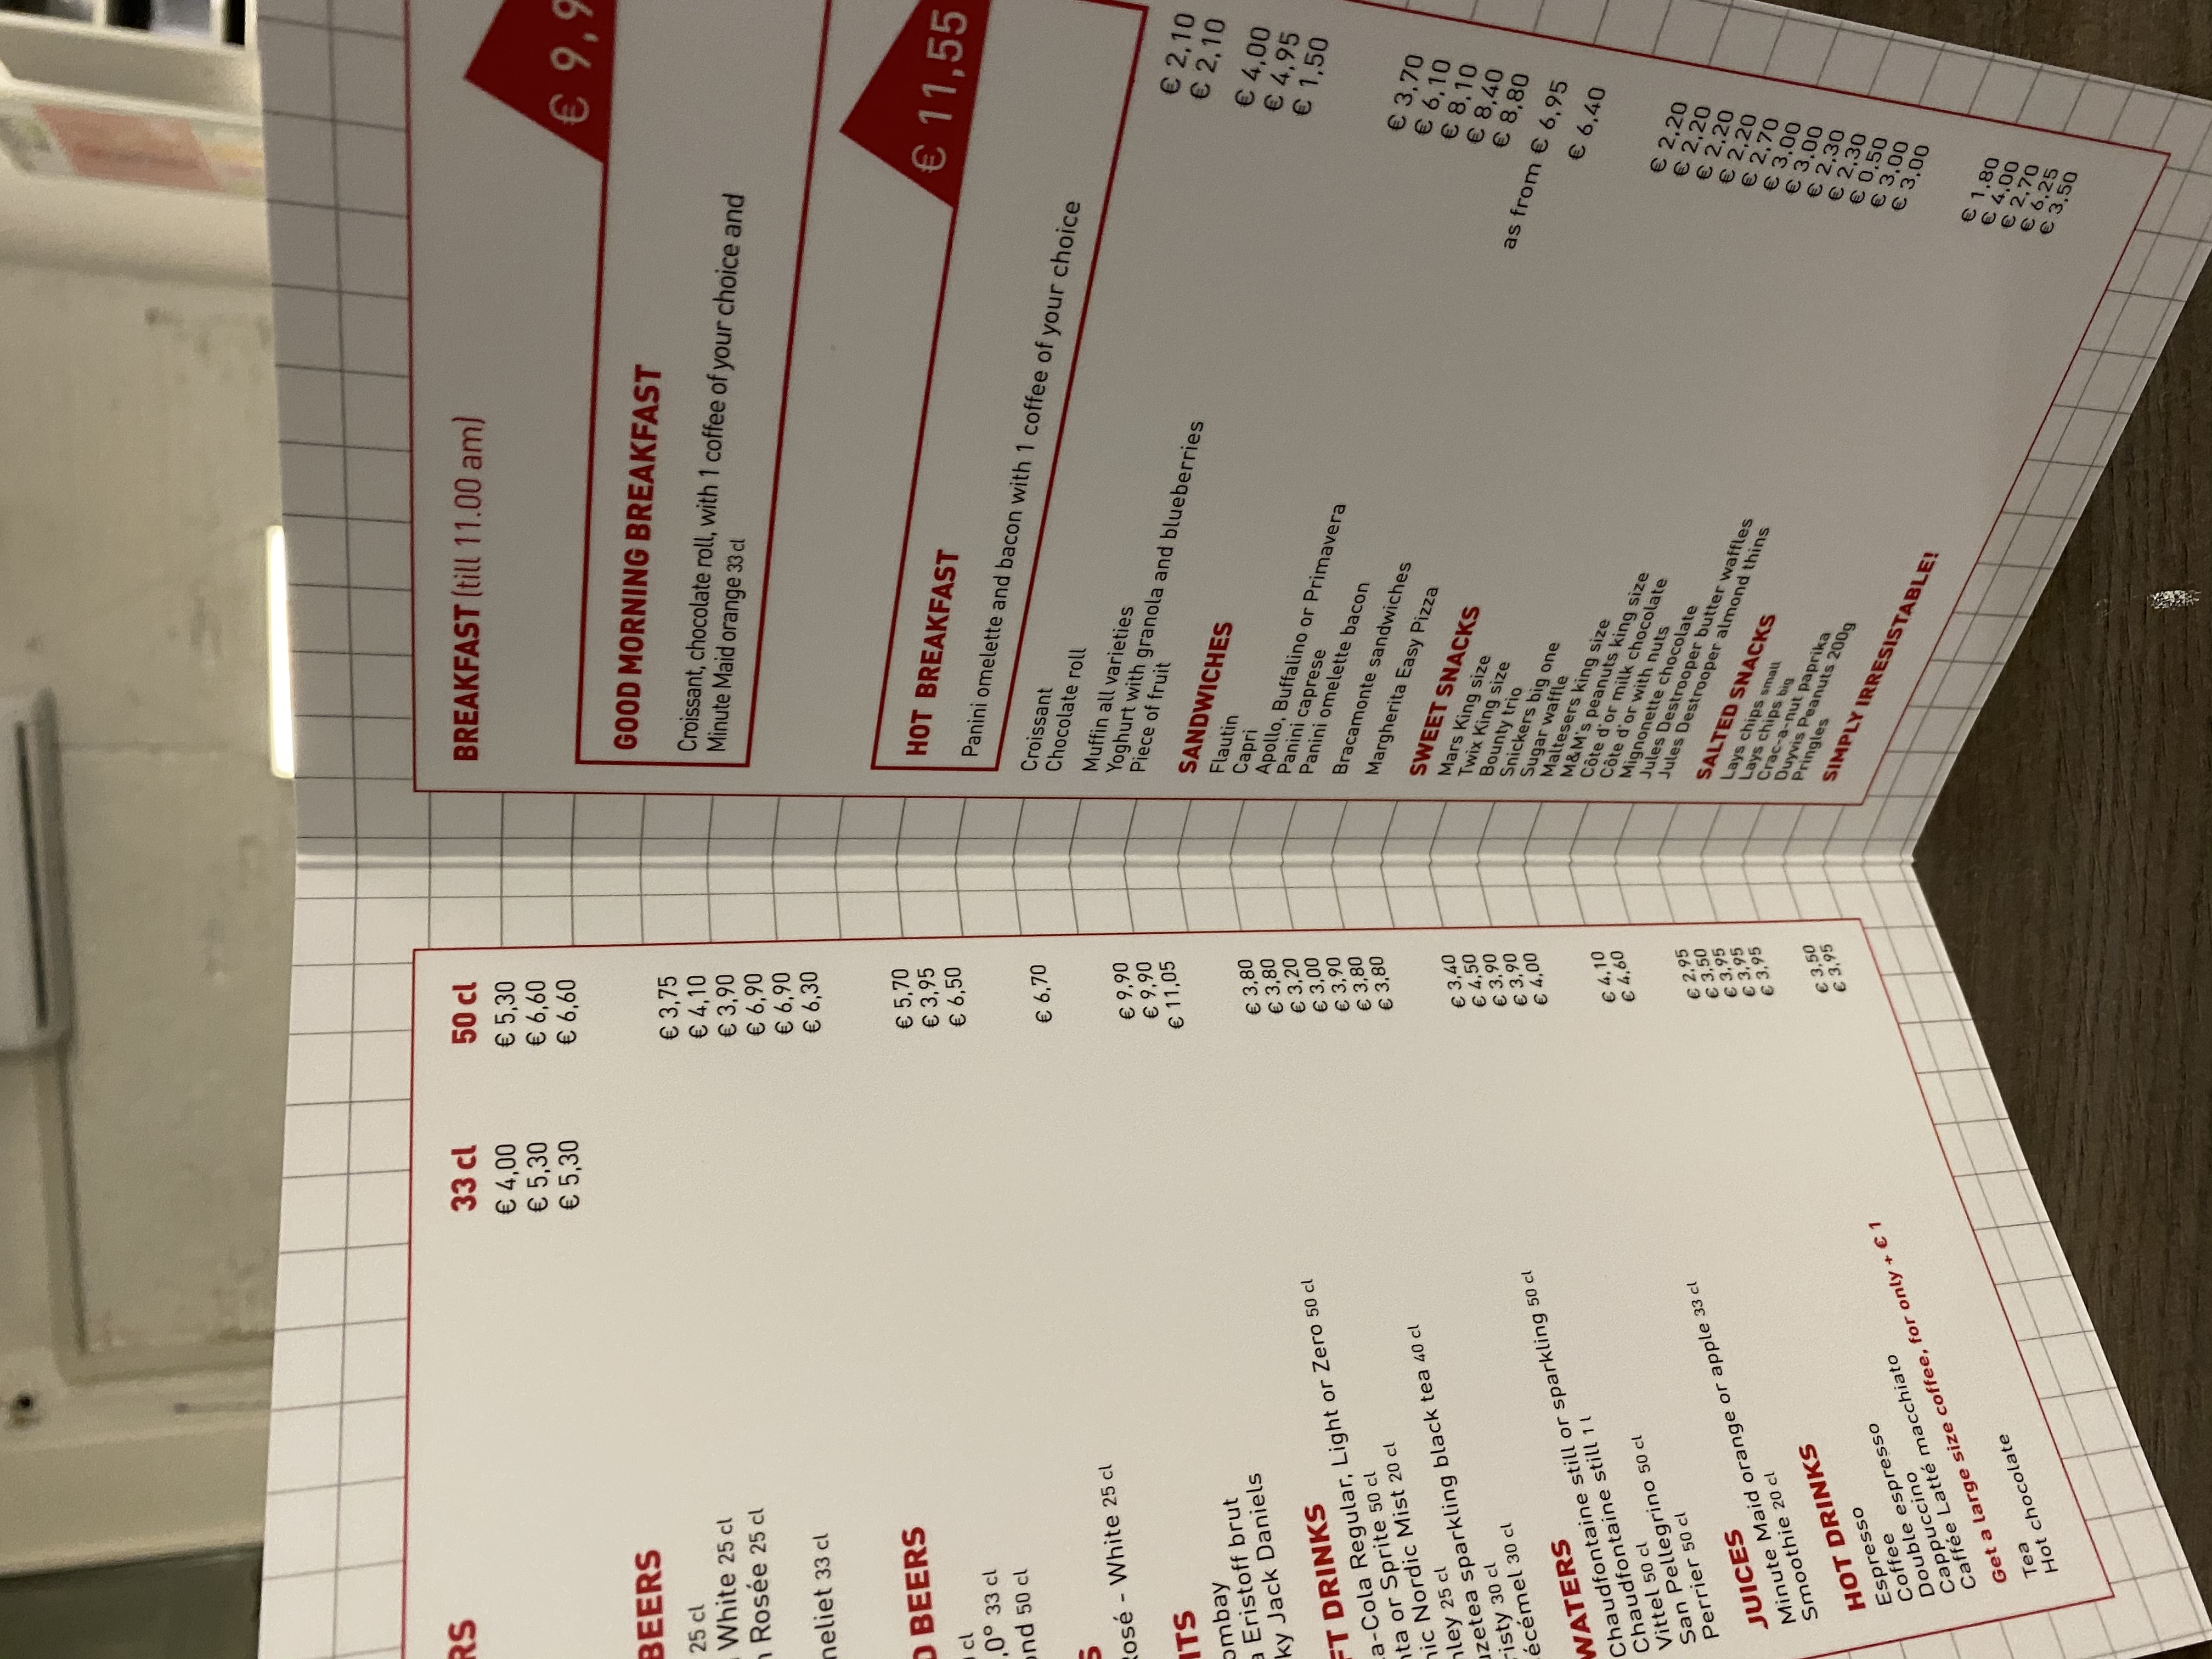 RS 33 cl 50 cl
€ 4,00 € 5,30
€ 5,30 € 6,60
€ 5,30 € 6,60
BEERS
25 cl € 3,75
White 25 cl € 4,10
Rosée 25 cl € 3,90
€ 6,90
neliet 33 cl € 6,90
€ 6,30
BEERS
cl € 5,70
,0° 33 cl € 3,95
ond 50 cl € 6,50
S
osé - White 25 cl € 6,70
ITS
ombay € 9,90
a Eristoff brut € 9,90
ky Jack Daniels € 11,05
FT DRINKS
a-Cola Regular, Light or Zero 50 cl € 3,80
nta or Sprite 50 cl € 3,80
nic Nordic Mist 20 cl € 3,20
nley 25 cl € 3,00
uzetea sparkling black tea 40 cl € 3,90
risty 30 cl € 3,80
écémel 30 cl € 3,80
WATERS
Chaudfontaine still or sparkling 50 cl € 3,40
Chaudfontaine still 1 l € 4,50
Vittel 50 cl € 3,90
San Pellegrino 50 cl € 3,90
Perrier 50 cl € 4,00
JUICES
Minute Maid orange or apple 33 cl € 4,10
Smoothie 20 cl € 4,60
HOT DRINKS
Espresso € 2,95
Coffee € 3,50
Double espresso € 3,95
Cappuccino € 3,95
Caffée Latté macchiato € 3,95
Get a large size coffee, for only + € 1
Tea € 3,50
Hot chocolate € 3,95
BREAKFAST (till 11.00 am)
€ 9,9
GOOD MORNING BREAKFAST
Croissant, chocolate roll, with 1 coffee of your choice and
Minute Maid orange 33 cl
€ 11,55
HOT BREAKFAST
Panini omelette and bacon with 1 coffee of your choice
Croissant € 2,10
Chocolate roll € 2,10
Muffin all varieties € 4,00
Yoghurt with granola and blueberries € 4,95
Piece of fruit € 1,50
SANDWICHES
Flautin € 3,70
Capri € 6,10
Apollo, Buffalino or Primavera € 8,10
Panini caprese € 8,40
Panini omelette bacon € 8,80
Bracamonte sandwiches as from € 6,95
Margherita Easy Pizza € 6,40
SWEET SNACKS
Mars King size € 2,20
Twix King size € 2,20
Bounty trio € 2,20
Snickers big one € 2,20
Sugar waffle € 2,70
Maltesers king size € 3,00
M&M's peanuts king size € 3,00
Côte d'or milk chocolate € 2,30
Côte d'or with nuts € 2,30
Mignonette chocolate € 0,50
Jules Destrooper butter waffles € 3,00
Jules Destrooper almond thins € 3,00
SALTED SNACKS
Lays chips small € 1,80
Lays chips big € 4,00
Crac-a-nut paprika € 2,70
Duyvis Peanuts 200g € 6,25
Pringles € 3,50
SIMPLY IRRESISTABLE!